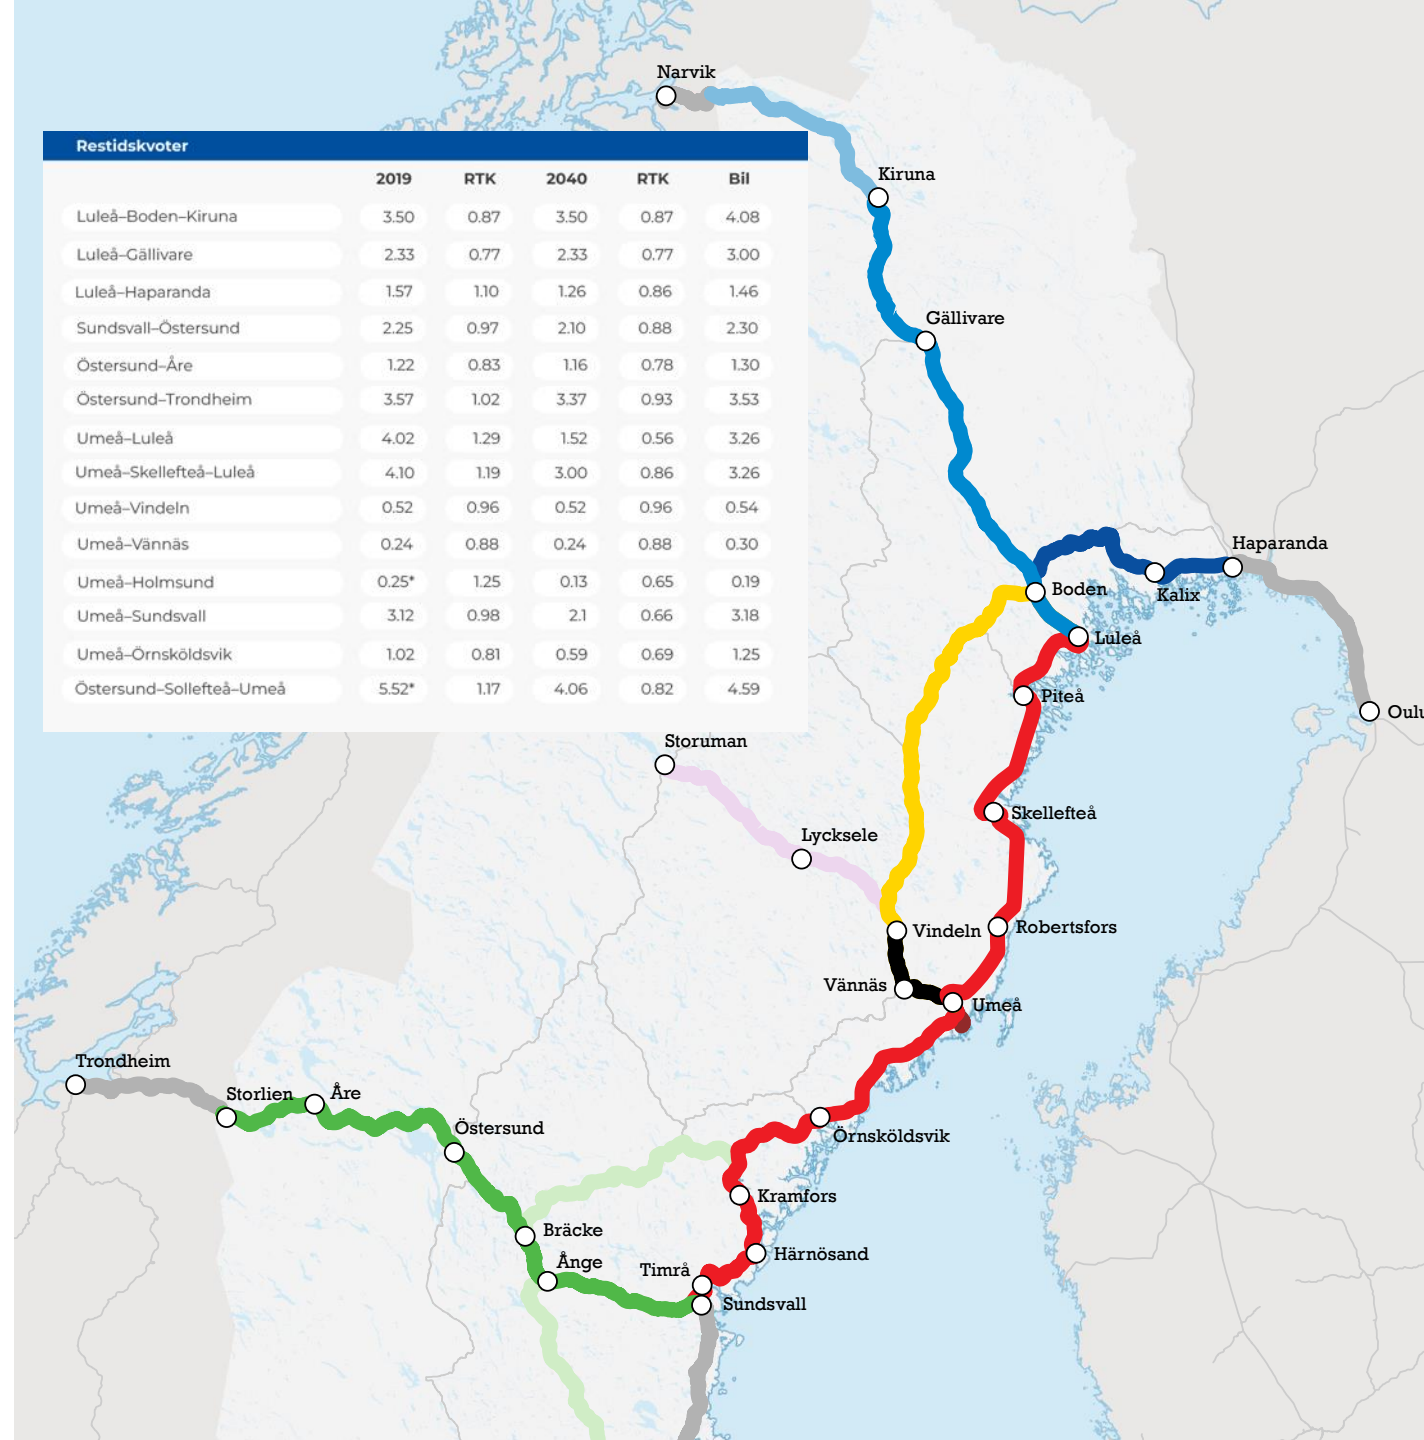 Narvik
Restidskvoter
2019 RTK 2040 RTK Bil
Luleå–Boden–Kiruna 3.50 0.87 3.50 0.87 4.08
Luleå–Gällivare 2.33 0.77 2.33 0.77 3.00
Luleå–Haparanda 1.57 1.10 1.26 0.86 1.46
Sundsvall–Östersund 2.25 0.97 2.10 0.88 2.30
Östersund–Åre 1.22 0.83 1.16 0.78 1.30
Östersund–Trondheim 3.57 1.02 3.37 0.93 3.53
Umeå–Luleå 4.02 1.29 1.52 0.56 3.26
Umeå–Skellefteå–Luleå 4.10 1.19 3.00 0.86 3.26
Umeå–Vindeln 0.52 0.96 0.52 0.96 0.54
Umeå–Vännäs 0.24 0.88 0.24 0.88 0.30
Umeå–Holmsund 0.25* 1.25 0.13 0.65 0.19
Umeå–Sundsvall 3.12 0.98 2.1 0.66 3.18
Umeå–Örnsköldsvik 1.02 0.81 0.59 0.69 1.25
Östersund–Sollefteå–Umeå 5.52* 1.17 4.06 0.82 4.59
Kiruna
Gällivare
Haparanda
Boden
Kalix
Luleå
Piteå
Oulu
Storuman
Skellefteå
Lycksele
Vindeln
Robertsfors
Vännäs
Umeå
Trondheim
Storlien
Åre
Östersund
Örnsköldsvik
Kramfors
Bräcke
Härnösand
Ånge
Timrå
Sundsvall